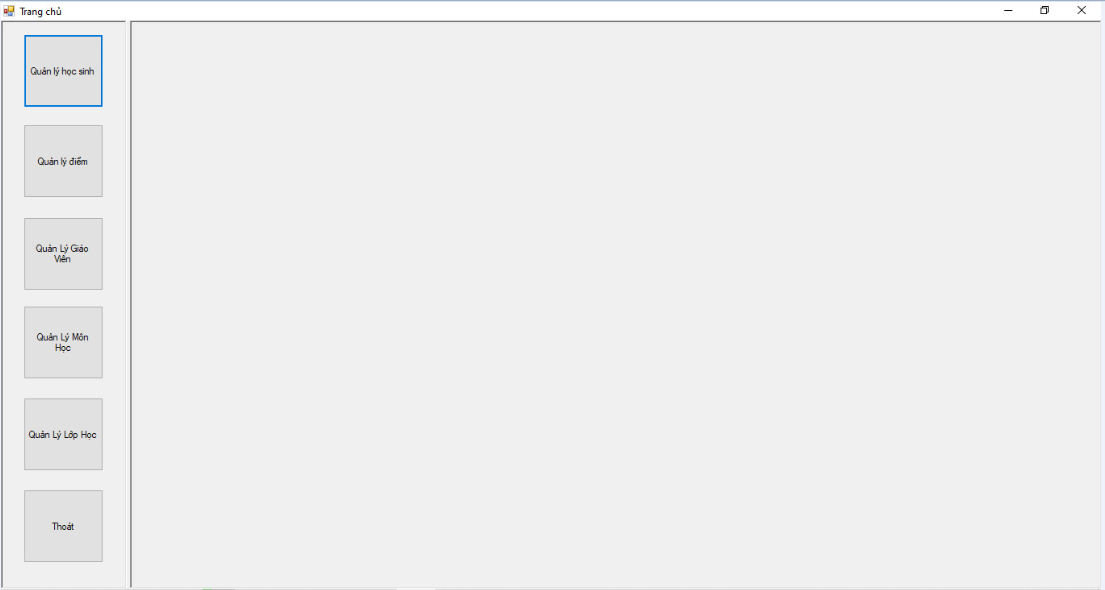 Trang chủ
Quản lý học sinh
Quản lý điểm
Quản Lý Giáo
Viên
Quản Lý Môn
Học
Quản Lý Lớp Học
Thoát